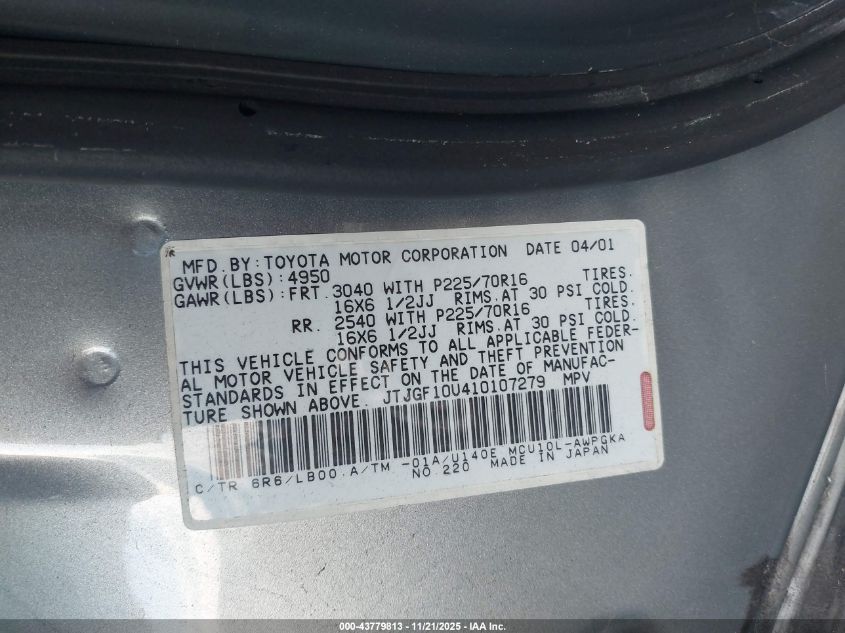 MFD. BY: TOYOTA MOTOR CORPORATION DATE 04/01
GVWR(LBS): 4950
GAWR(LBS): FRT. 3040 WITH P225/70R16 TIRES.
16X6 1/2JJ RIMS. AT 30 PSI COLD.
RR. 2540 WITH P225/70R16 TIRES.
16X6 1/2JJ RIMS. AT 30 PSI COLD.
THIS VEHICLE CONFORMS TO ALL APPLICABLE FEDER-
AL MOTOR VEHICLE SAFETY AND THEFT PREVENTION
STANDARDS IN EFFECT ON THE DATE OF MANUFAC-
TURE SHOWN ABOVE. JTJGF10U410107279 MPV
C/TR 6R6/LB00. A/TM -01A/U140E MCU10L-AWPGKA
NO.220 MADE IN JAPAN
000-43779813 - 11/21/2025 - IAA Inc.